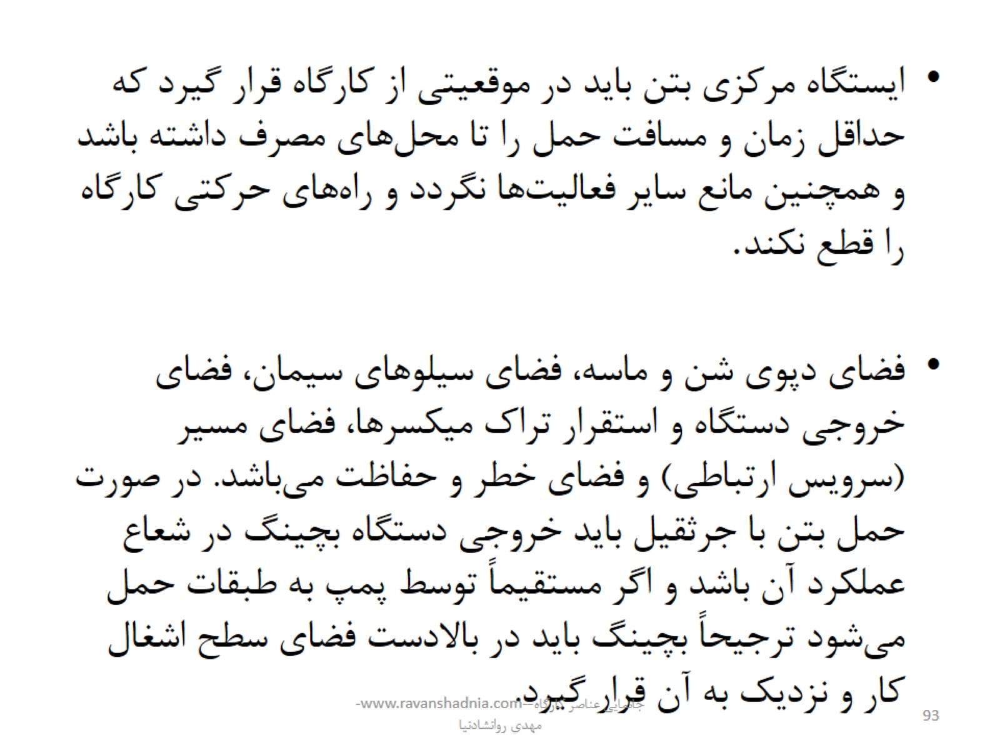 • ایستگاه مرکزی بتن باید در موقعیتی از کارگاه قرار گیرد که
حداقل زمان و مسافت حمل را تا محل‌های مصرف داشته باشد
و همچنین مانع سایر فعالیت‌ها نگردد و راه‌های حرکتی کارگاه
را قطع نکند.
• فضای دپوی شن و ماسه، فضای سیلوهای سیمان، فضای
خروجی دستگاه و استقرار تراک میکسرها، فضای مسیر
(سرویس ارتباطی) و فضای خطر و حفاظت می‌باشد. در صورت
حمل بتن با جرثقیل باید خروجی دستگاه بچینگ در شعاع
عملکرد آن باشد و اگر مستقیماً توسط پمپ به طبقات حمل
می‌شود ترجیحاً بچینگ باید در بالادست فضای سطح اشغال
کار و نزدیک به آن قرار گیرد.
جانمایی عناصر کارگاه--www.ravanshadnia.com-
مهدی روانشادنیا
93